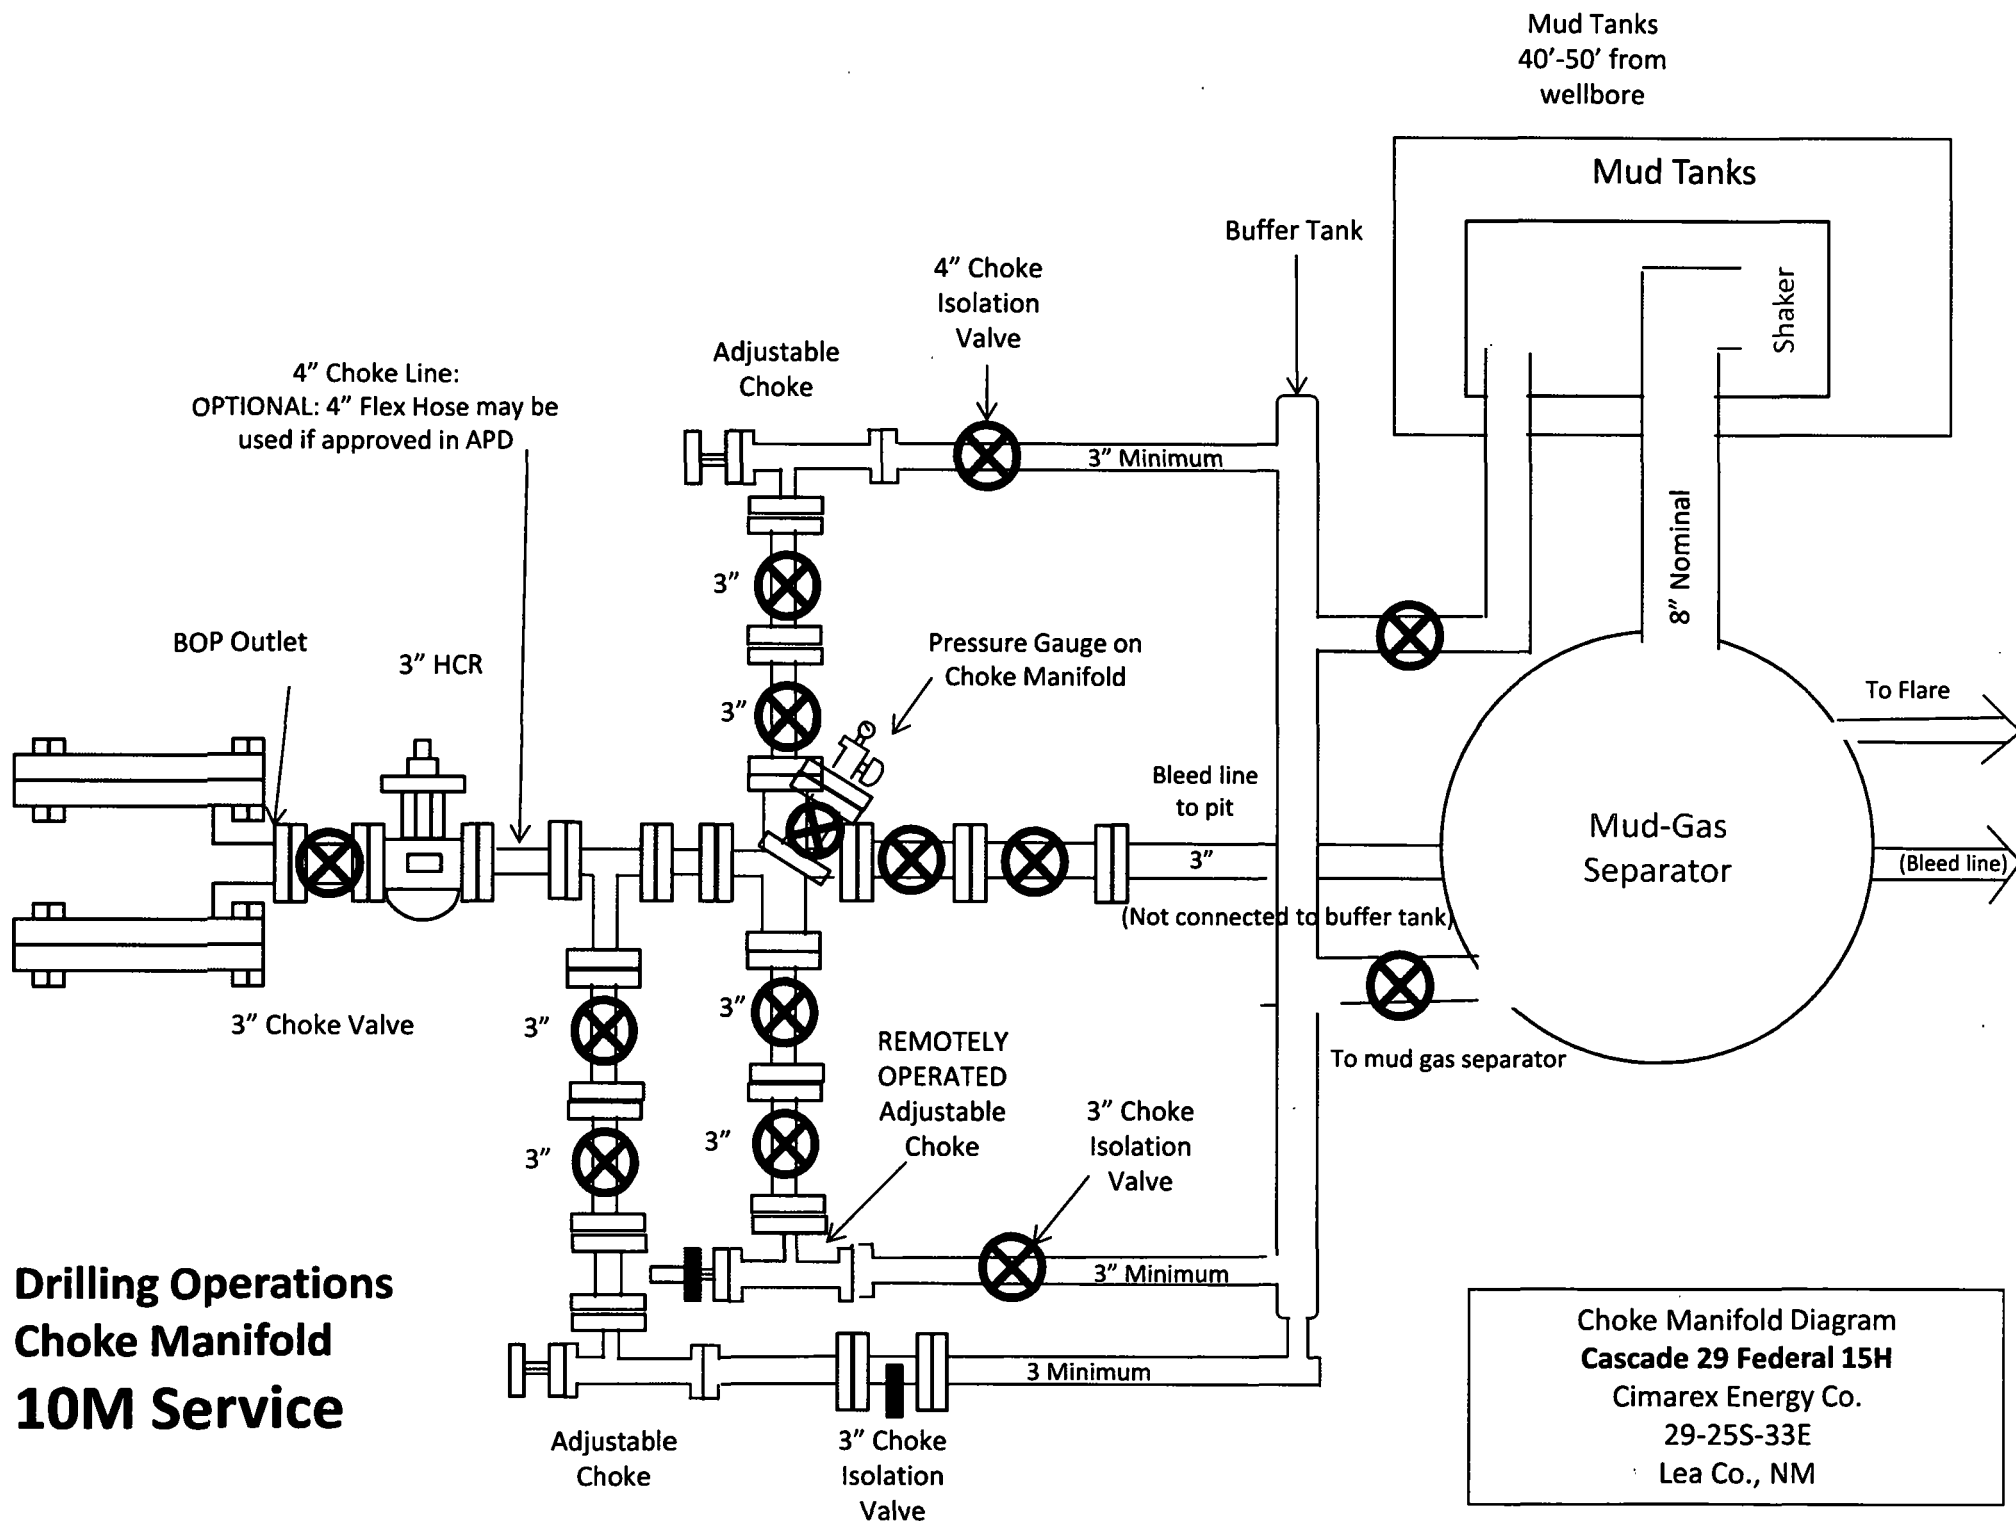 Mud Tanks
40’-50’ from
wellbore
Mud Tanks
Shaker
Buffer Tank
4” Choke
Isolation
Valve
Adjustable
Choke
4” Choke Line:
OPTIONAL: 4” Flex Hose may be
used if approved in APD
3” Minimum
8” Nominal
3”
BOP Outlet
3” HCR
Pressure Gauge on
Choke Manifold
3”
To Flare
Bleed line
to pit
3”
Mud-Gas
Separator
(Bleed line)
(Not connected to buffer tank)
3” Choke Valve
3”
3”
REMOTELY
OPERATED
Adjustable
Choke
To mud gas separator
3”
3”
3” Choke
Isolation
Valve
3” Minimum
3 Minimum
Adjustable
Choke
3” Choke
Isolation
Valve
Drilling Operations
Choke Manifold
10M Service
Choke Manifold Diagram
Cascade 29 Federal 15H
Cimarex Energy Co.
29-25S-33E
Lea Co., NM